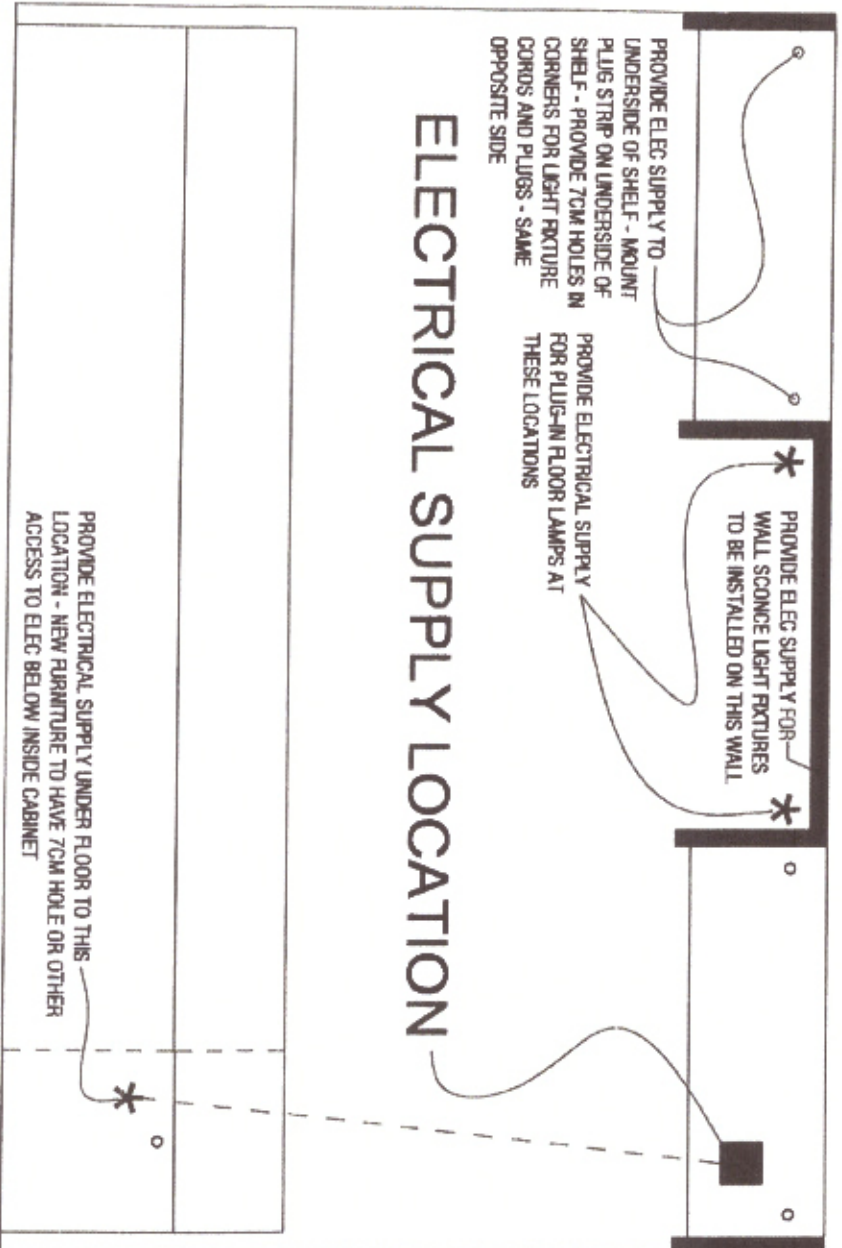 PROVIDE ELEC SUPPLY FOR
WALL SCONCE LIGHT FIXTURES
TO BE INSTALLED ON THIS WALL
PROVIDE ELEC SUPPLY TO
UNDERSIDE OF SHELF - MOUNT
PLUG STRIP ON UNDERSIDE OF
SHELF - PROVIDE 7CM HOLES IN
CORNERS FOR LIGHT FIXTURE
CORDS AND PLUGS - SAME
OPPOSITE SIDE
PROVIDE ELECTRICAL SUPPLY
FOR PLUG-IN FLOOR LAMPS AT
THESE LOCATIONS
ELECTRICAL SUPPLY LOCATION
PROVIDE ELECTRICAL SUPPLY UNDER FLOOR TO THIS
LOCATION - NEW FURNITURE TO HAVE 7CM HOLE OR OTHER
ACCESS TO ELEC BELOW INSIDE CABINET